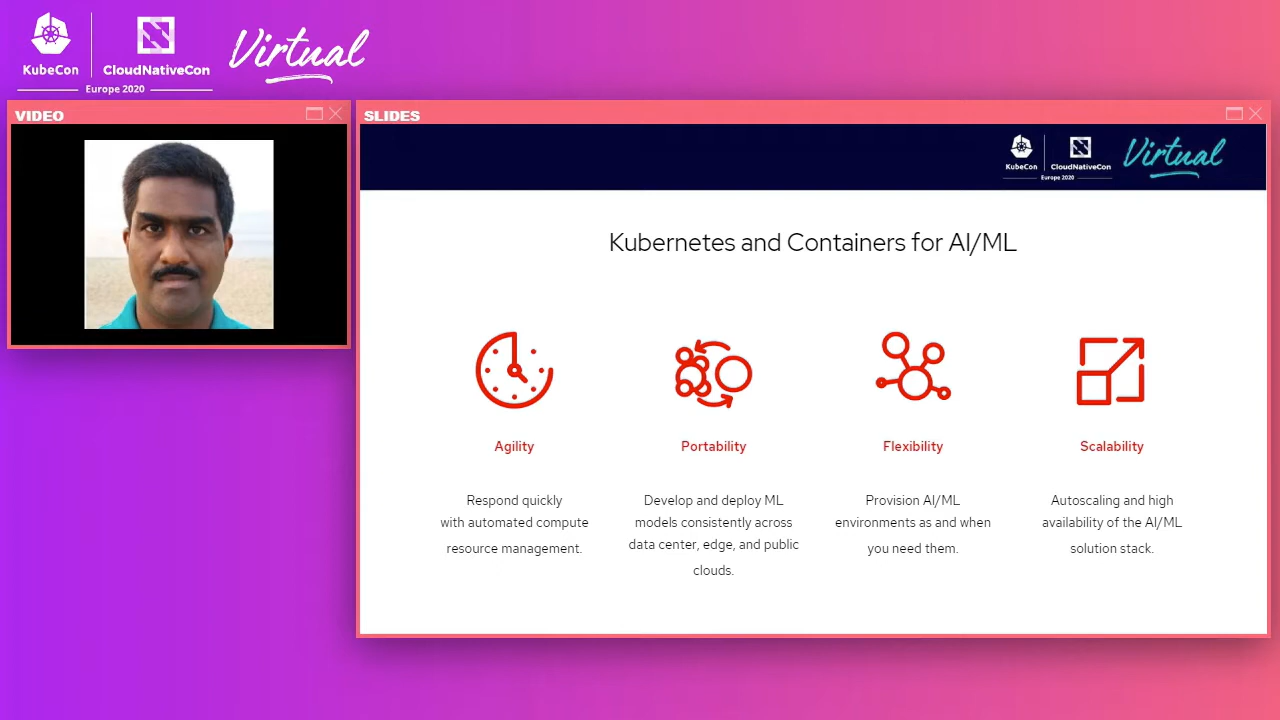 KubeCon
CloudNativeCon
Europe 2020
Virtual
VIDEO
SLIDES
KubeCon
CloudNativeCon
Europe 2020
Virtual
Kubernetes and Containers for AI/ML
Agility
Respond quickly
with automated compute
resource management.
Portability
Develop and deploy ML
models consistently across
data center, edge, and public
clouds.
Flexibility
Provision AI/ML
environments as and when
you need them.
Scalability
Autoscaling and high
availability of the AI/ML
solution stack.